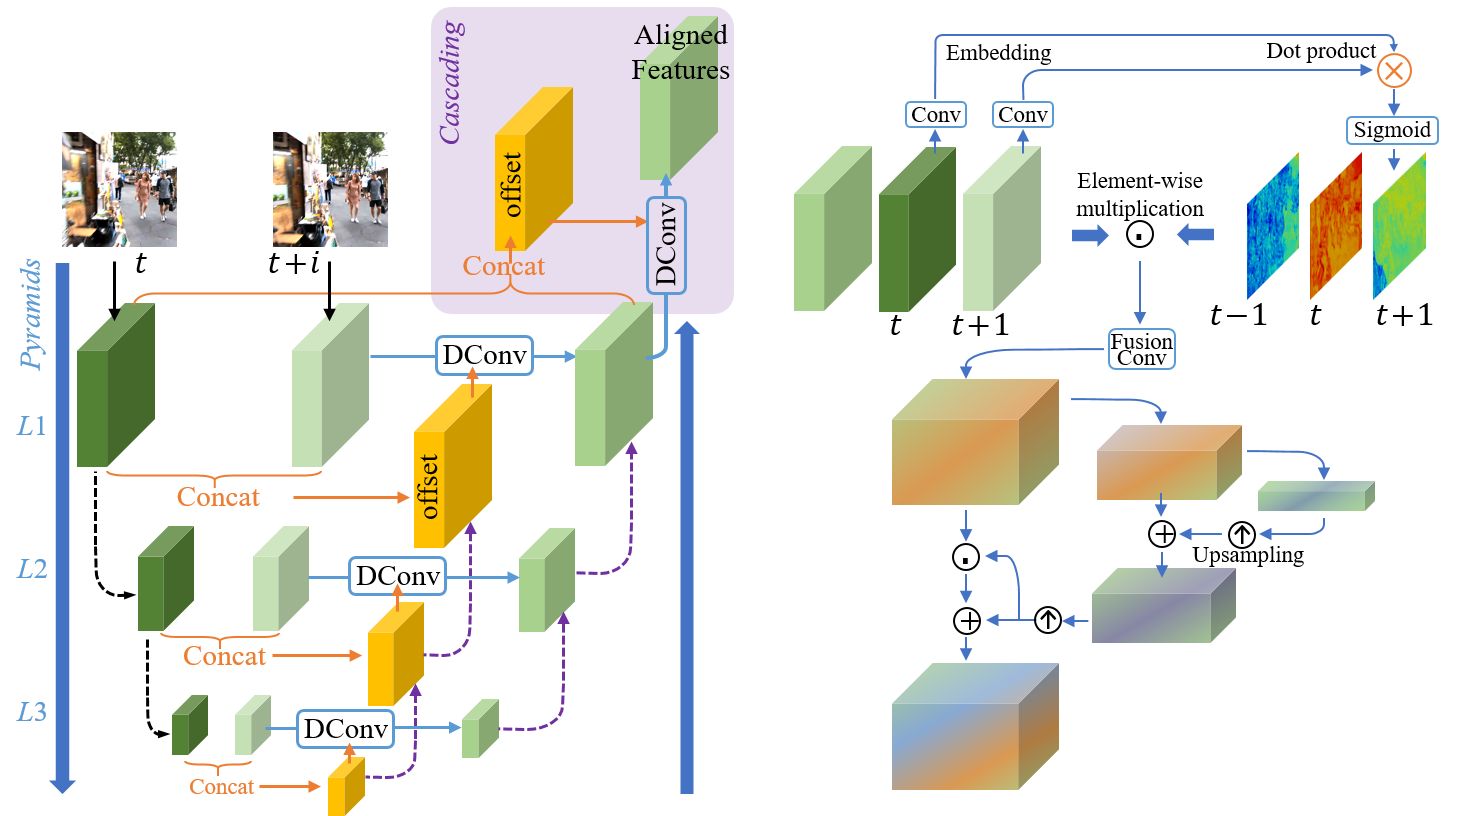 Cascading
Aligned
Features
offset
Concat
DConv
t
t+i
Pyramids
L1
DConv
offset
Concat
L2
DConv
Concat
L3
DConv
Concat
Embedding
Dot product
Conv
Conv
Sigmoid
Element-wise
multiplication
t
t+1
t−1
t
t+1
Fusion
Conv
Upsampling